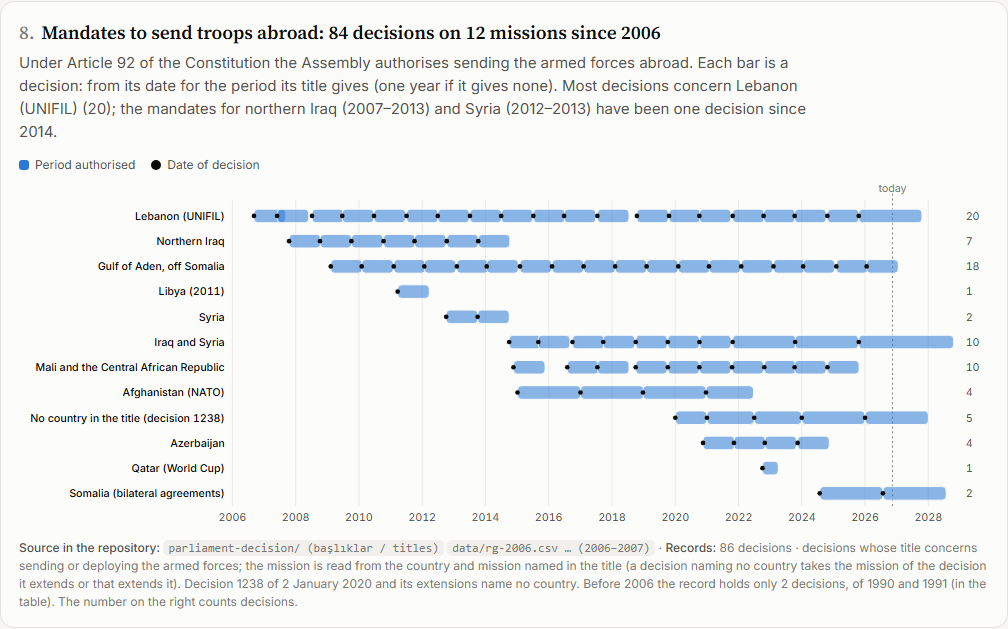 8. Mandates to send troops abroad: 84 decisions on 12 missions since 2006
Under Article 92 of the Constitution the Assembly authorises sending the armed forces abroad. Each bar is a
decision: from its date for the period its title gives (one year if it gives none). Most decisions concern Lebanon
(UNIFIL) (20); the mandates for northern Iraq (2007–2013) and Syria (2012–2013) have been one decision since
2014.
Period authorised Date of decision
today
Lebanon (UNIFIL) 20
Northern Iraq 7
Gulf of Aden, off Somalia 18
Libya (2011) 1
Syria 2
Iraq and Syria 10
Mali and the Central African Republic 10
Afghanistan (NATO) 4
No country in the title (decision 1238) 5
Azerbaijan 4
Qatar (World Cup) 1
Somalia (bilateral agreements) 2
2006 2008 2010 2012 2014 2016 2018 2020 2022 2024 2026 2028
Source in the repository: parliament-decision/ (başlıklar / titles) data/rg-2006.csv … (2006–2007) · Records: 86 decisions · decisions whose title concerns
sending or deploying the armed forces; the mission is read from the country and mission named in the title (a decision naming no country takes the mission of the decision
it extends or that extends it). Decision 1238 of 2 January 2020 and its extensions name no country. Before 2006 the record holds only 2 decisions, of 1990 and 1991 (in the
table). The number on the right counts decisions.